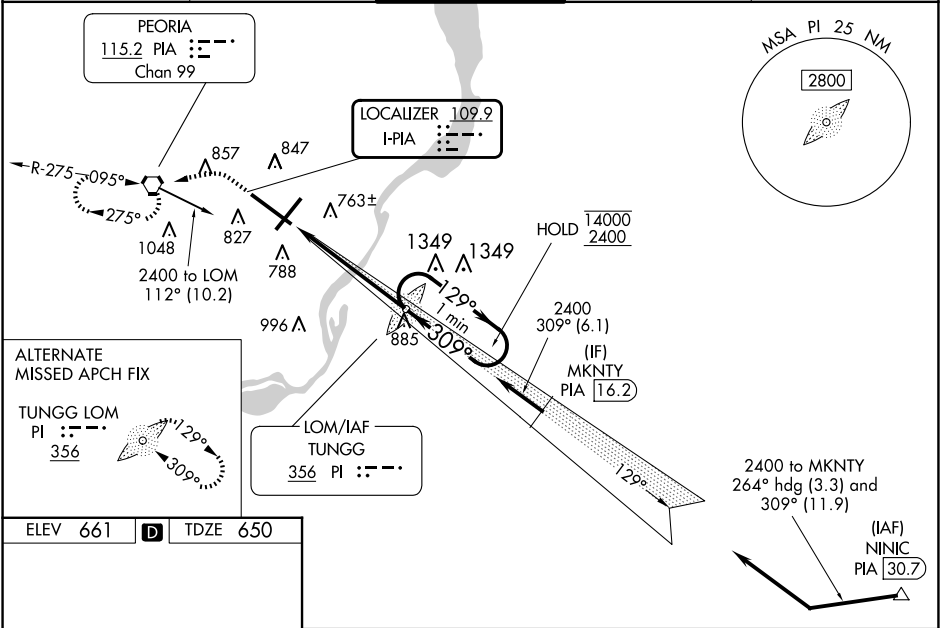 PEORIA
115.2 PIA
Chan 99
LOCALIZER 109.9
I-PIA
MSA PI 25 NM
2800
R-275
095°
275°
857
847
763±
1048
827
788
2400 to LOM
112° (10.2)
996
1349
1349
HOLD 14000
2400
129°
1 min
309°
885
2400
309° (6.1)
(IF)
MKNTY
PIA 16.2
ALTERNATE
MISSED APCH FIX
TUNGG LOM
PI
356
129°
309°
LOM/IAF
TUNGG
356 PI
129°
2400 to MKNTY
264° hdg (3.3) and
309° (11.9)
(IAF)
NINIC
PIA 30.7
ELEV 661 D TDZE 650